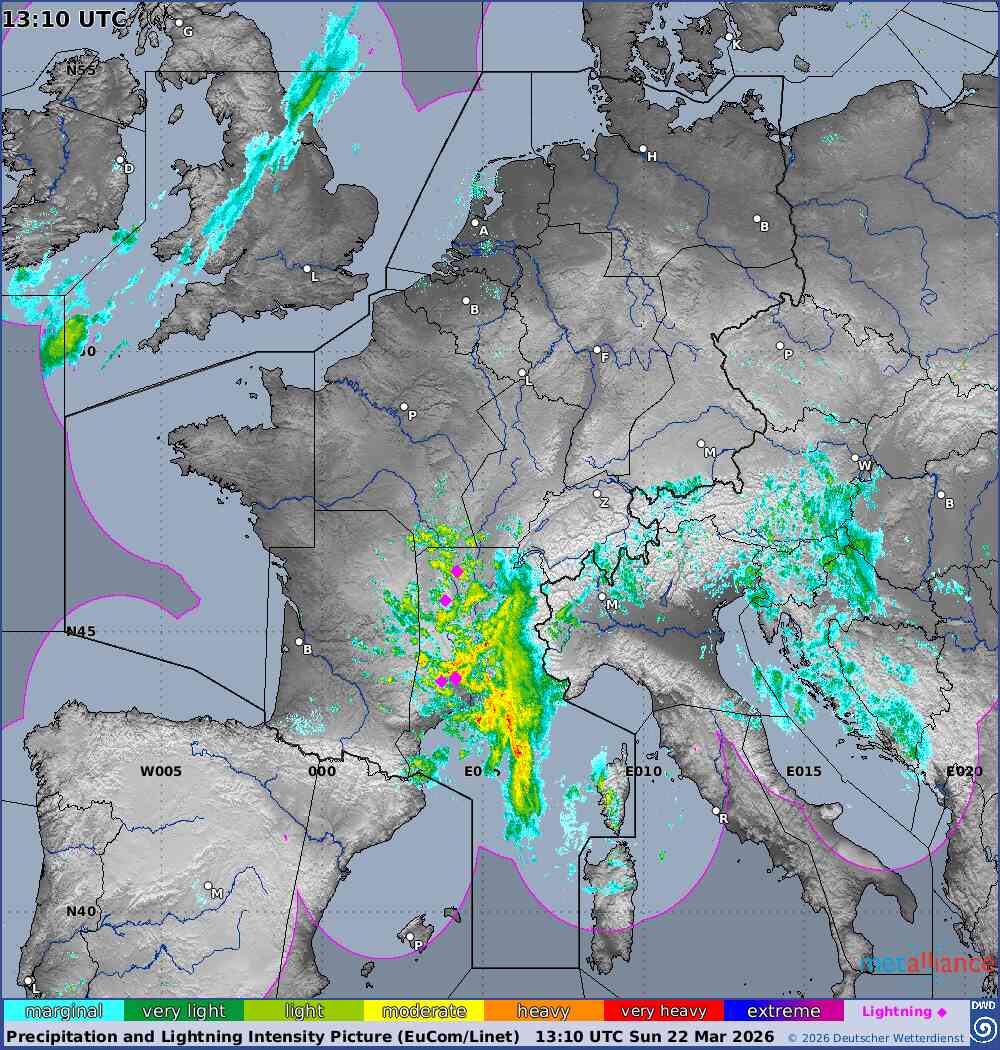 13:10 UTC
G
K
N55
D
H
A
B
B
L
F
P
L
P
M
W
Z
B
M
N45
B
W005
000
E010
E015
E020
R
M
N40
P
L
metalliance
marginal
very light
light
moderate
heavy
very heavy
extreme
Lightning ◆
DWD
Precipitation and Lightning Intensity Picture (EuCom/Linet) 13:10 UTC Sun 22 Mar 2026 © 2026 Deutscher Wetterdienst